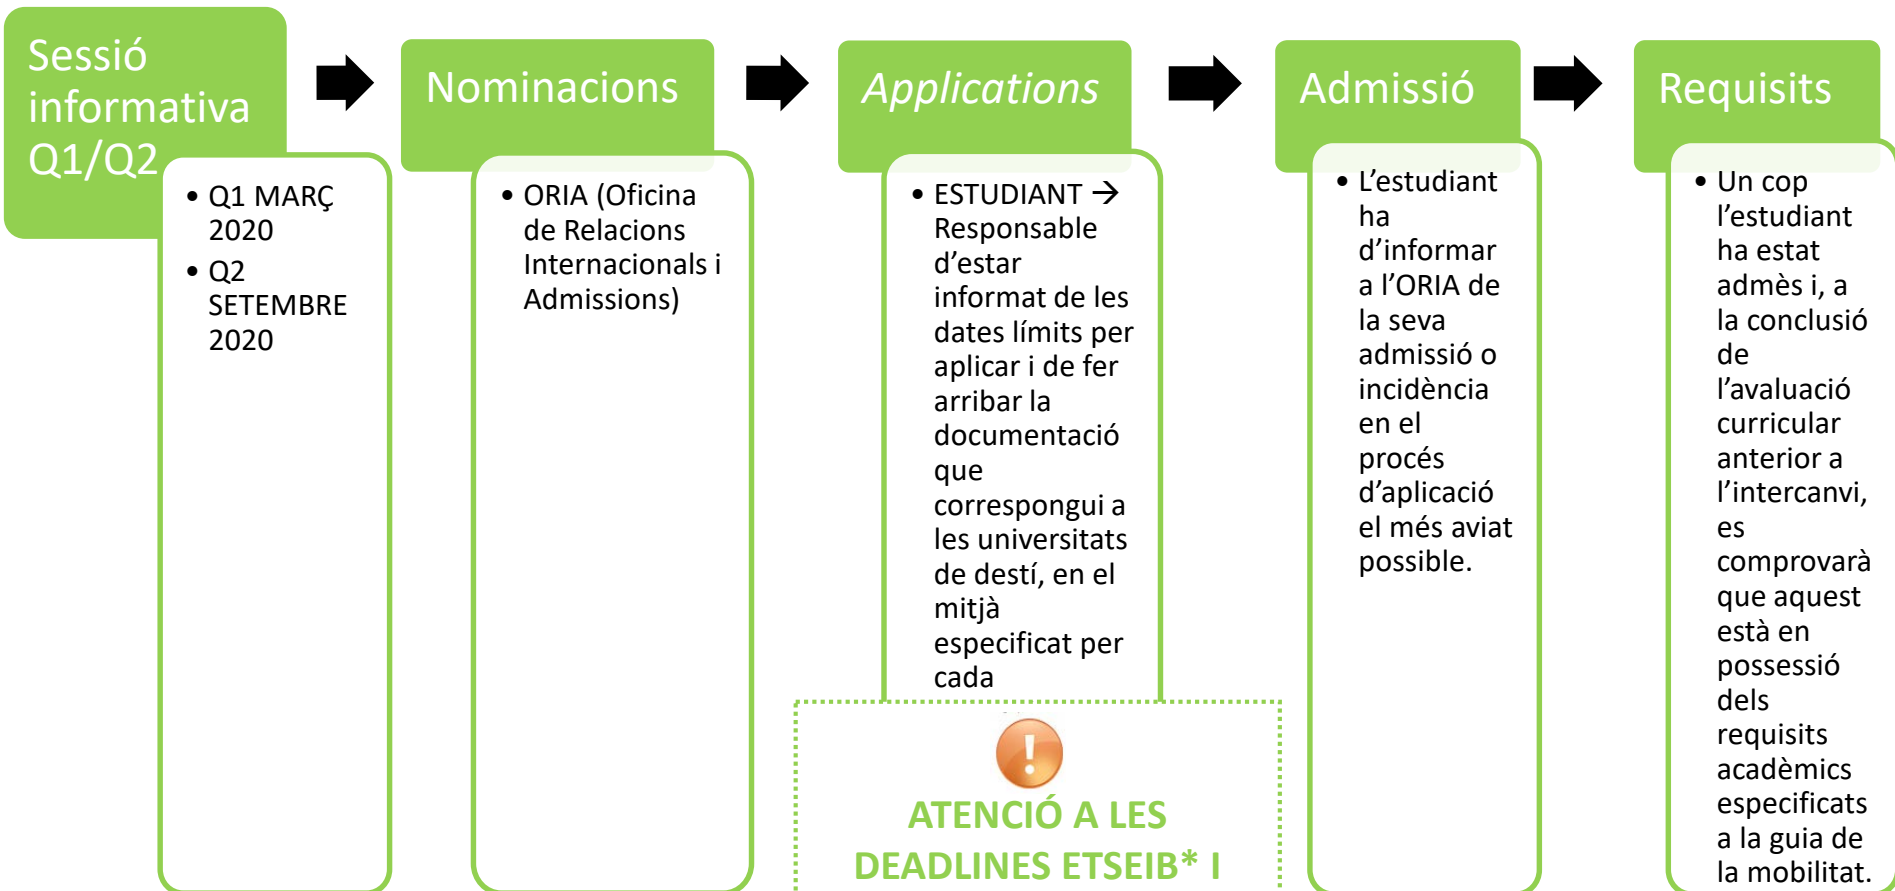 Sessió
informativa
Q1/Q2
• Q1 MARÇ
2020
• Q2
SETEMBRE
2020
Nominacions
• ORIA (Oficina
de Relacions
Internacionals i
Admissions)
Applications
• ESTUDIANT →
Responsable
d’estar
informat de les
dates límits per
aplicar i de fer
arribar la
documentació
que
correspongui a
les universitats
de destí, en el
mitjà
especificat per
cada
!
ATENCIÓ A LES
DEADLINES ETSEIB* I
Admissió
• L’estudiant
ha
d’informar
a l’ORIA de
la seva
admissió o
incidència
en el
procés
d’aplicació
el més aviat
possible.
Requisits
• Un cop
l’estudiant
ha estat
admès i, a
la conclusió
de
l’avaluació
curricular
anterior a
l’intercanvi,
es
comprovarà
que aquest
està en
possessió
dels
requisits
acadèmics
especificats
a la guia de
la mobilitat.